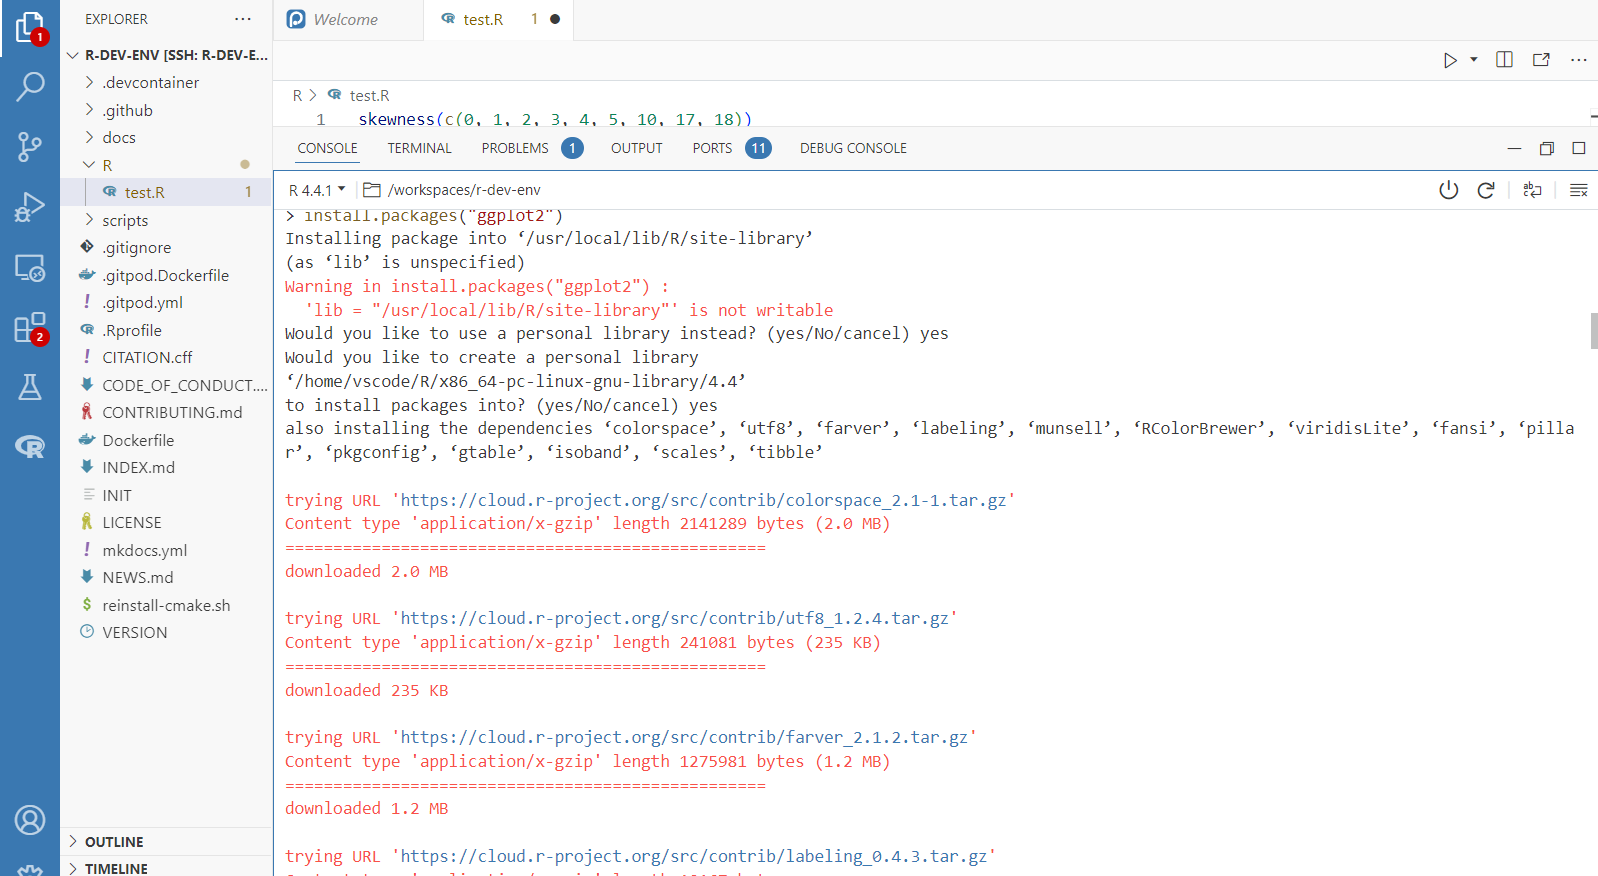 EXPLORER
R-DEV-ENV [SSH: R-DEV-E...
.devcontainer
.github
docs
R
test.R 1
scripts
.gitignore
.gitpod.Dockerfile
.gitpod.yml
.Rprofile
CITATION.cff
CODE_OF_CONDUCT....
CONTRIBUTING.md
Dockerfile
INDEX.md
INIT
LICENSE
mkdocs.yml
NEWS.md
reinstall-cmake.sh
VERSION
OUTLINE
TIMELINE
1
2
Welcome
test.R 1
R > test.R
1 skewness(c(0, 1, 2, 3, 4, 5, 10, 17, 18))
CONSOLE TERMINAL PROBLEMS 1 OUTPUT PORTS 11 DEBUG CONSOLE
R 4.4.1 /workspaces/r-dev-env
> install.packages("ggplot2")
Installing package into ‘/usr/local/lib/R/site-library’
(as ‘lib’ is unspecified)
Warning in install.packages("ggplot2") :
'lib = "/usr/local/lib/R/site-library"' is not writable
Would you like to use a personal library instead? (yes/No/cancel) yes
Would you like to create a personal library
‘/home/vscode/R/x86_64-pc-linux-gnu-library/4.4’
to install packages into? (yes/No/cancel) yes
also installing the dependencies ‘colorspace’, ‘utf8’, ‘farver’, ‘labeling’, ‘munsell’, ‘RColorBrewer’, ‘viridisLite’, ‘fansi’, ‘pilla
r’, ‘pkgconfig’, ‘gtable’, ‘isoband’, ‘scales’, ‘tibble’
trying URL 'https://cloud.r-project.org/src/contrib/colorspace_2.1-1.tar.gz'
Content type 'application/x-gzip' length 2141289 bytes (2.0 MB)
==================================================
downloaded 2.0 MB
trying URL 'https://cloud.r-project.org/src/contrib/utf8_1.2.4.tar.gz'
Content type 'application/x-gzip' length 241081 bytes (235 KB)
==================================================
downloaded 235 KB
trying URL 'https://cloud.r-project.org/src/contrib/farver_2.1.2.tar.gz'
Content type 'application/x-gzip' length 1275981 bytes (1.2 MB)
==================================================
downloaded 1.2 MB
trying URL 'https://cloud.r-project.org/src/contrib/labeling_0.4.3.tar.gz'